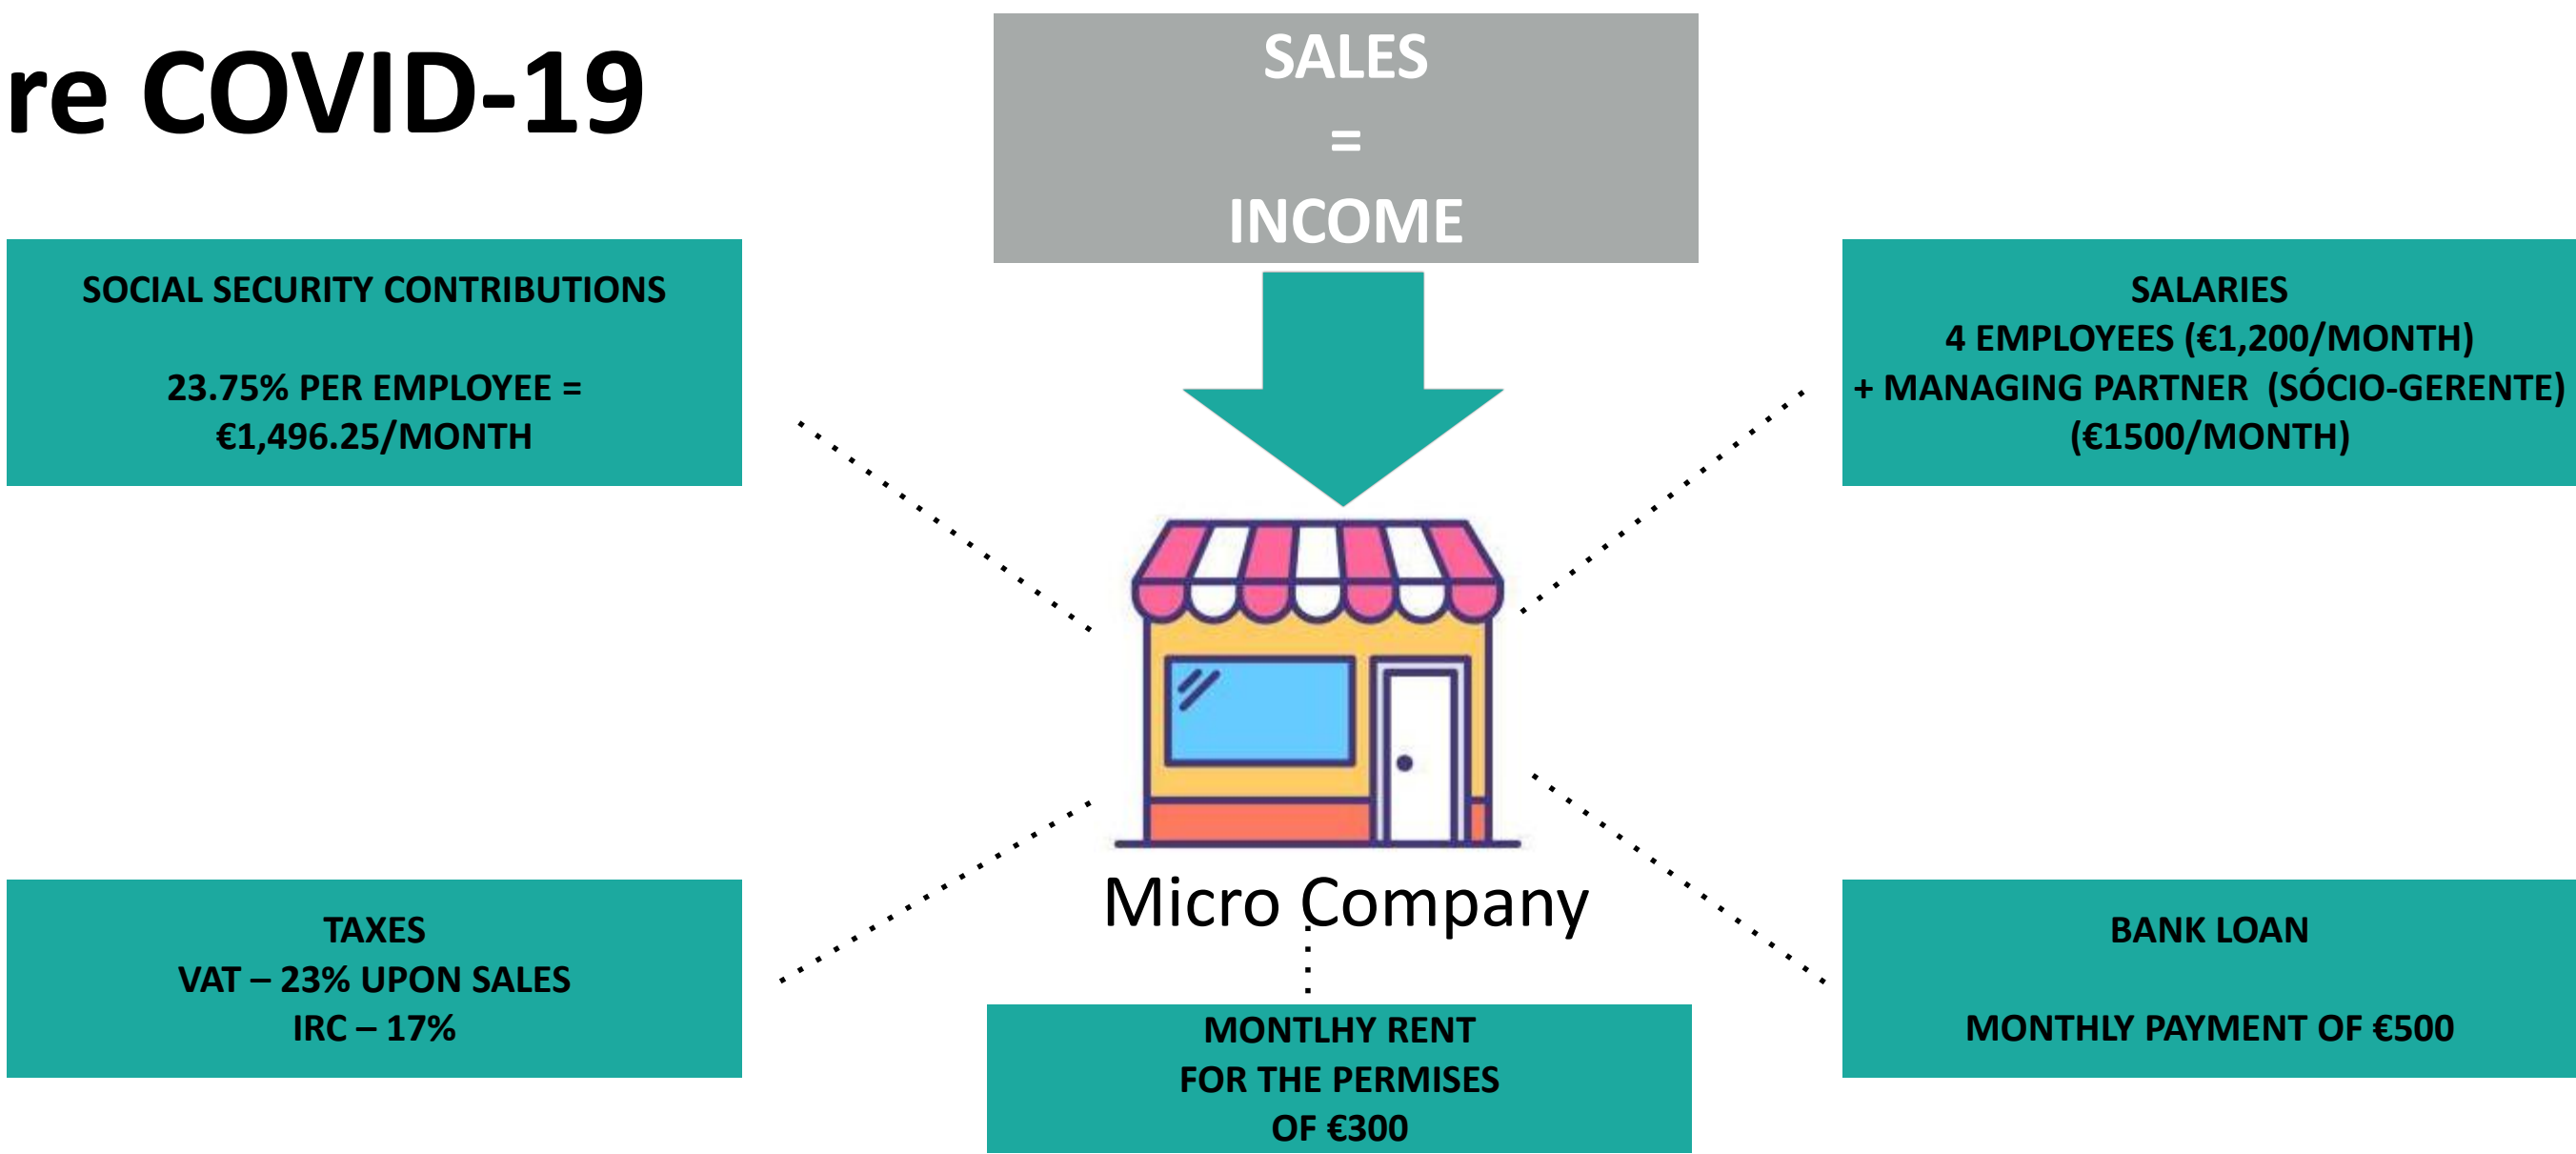 re COVID-19
SALES
=
INCOME
SOCIAL SECURITY CONTRIBUTIONS
23.75% PER EMPLOYEE =
€1,496.25/MONTH
SALARIES
4 EMPLOYEES (€1,200/MONTH)
+ MANAGING PARTNER (SÓCIO-GERENTE)
(€1500/MONTH)
Micro Company
TAXES
VAT – 23% UPON SALES
IRC – 17%
MONTLHY RENT
FOR THE PERMISES
OF €300
BANK LOAN
MONTHLY PAYMENT OF €500